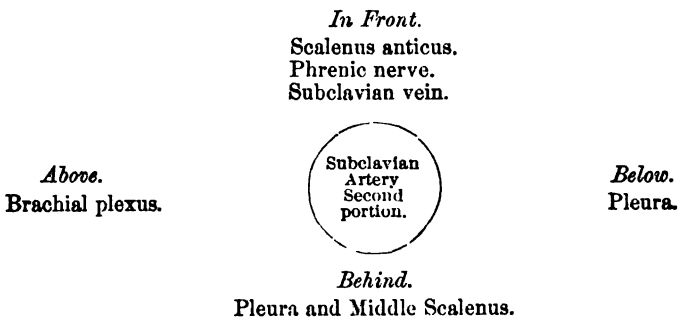 In Front.
Scalenus anticus.
Phrenic nerve.
Subclavian vein.
Above.
Brachial plexus.
Subclavian
Artery
Second
portion.
Below.
Pleura.
Behind.
Pleura and Middle Scalenus.